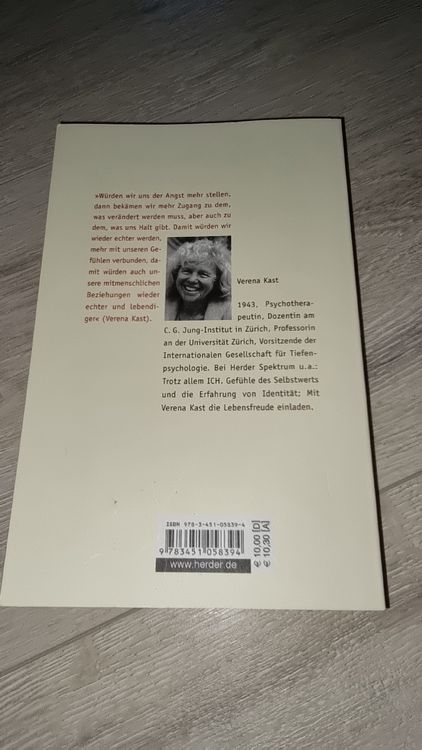 »Würden wir uns der Angst mehr stellen,
dann bekämen wir mehr Zugang zu dem,
was verändert werden muss, aber auch zu
dem, was uns Halt gibt. Damit würden wir
wieder echter werden,
mehr mit unseren Ge-
fühlen verbunden, da-
mit würden auch un-
sere mitmenschlichen
Beziehungen wieder
echter und lebendi-
ger« (Verena Kast).
Verena Kast
1943, Psychothera-
peutin, Dozentin am
C. G. Jung-Institut in Zürich, Professorin
an der Universität Zürich, Vorsitzende der
Internationalen Gesellschaft für Tiefen-
psychologie. Bei Herder Spektrum u.a.:
Trotz allem ICH. Gefühle des Selbstwerts
und die Erfahrung von Identität; Mit
Verena Kast die Lebensfreude einladen.
ISBN 978-3-451-05839-4
9 783451 058394
www.herder.de
€ 10,00 [D]
€ 10,30 [A]